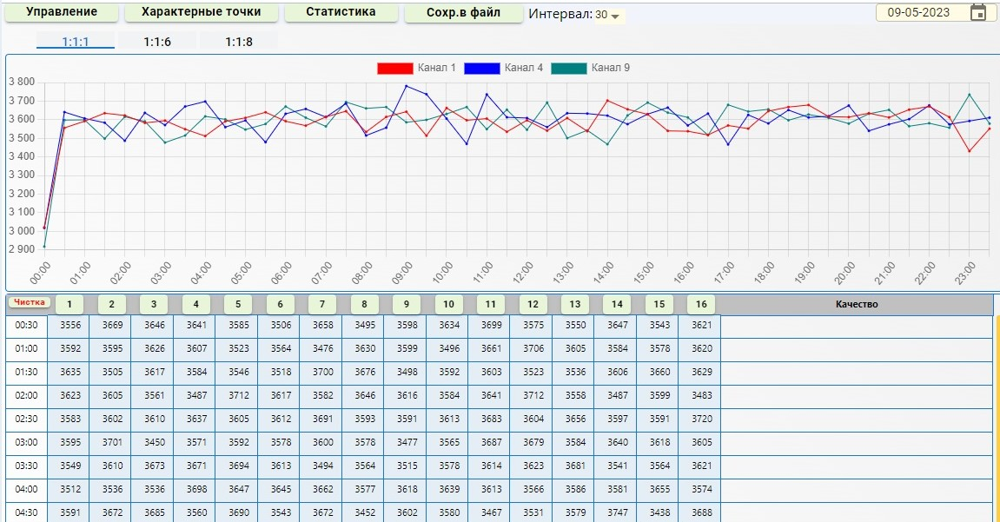 Управление Характерные точки Статистика Сохр.в файл Интервал: 30 09-05-2023
1:1:1 1:1:6 1:1:8
Канал 1 Канал 4 Канал 9
3 800
3 700
3 600
3 500
3 400
3 300
3 200
3 100
3 000
2 900
00:00 01:00 02:00 03:00 04:00 05:00 06:00 07:00 08:00 09:00 10:00 11:00 12:00 13:00 14:00 15:00 16:00 17:00 18:00 19:00 20:00 21:00 22:00 23:00
Чистка 1 2 3 4 5 6 7 8 9 10 11 12 13 14 15 16 Качество
00:30 3556 3669 3646 3641 3585 3506 3658 3495 3598 3634 3699 3575 3550 3647 3543 3621
01:00 3592 3595 3626 3607 3523 3564 3476 3630 3599 3496 3661 3706 3605 3584 3578 3620
01:30 3635 3505 3617 3584 3546 3518 3700 3676 3498 3592 3603 3523 3536 3606 3660 3629
02:00 3623 3605 3561 3487 3712 3617 3582 3646 3616 3584 3641 3712 3558 3487 3599 3483
02:30 3583 3602 3610 3637 3605 3612 3691 3593 3591 3613 3683 3604 3656 3597 3591 3720
03:00 3595 3701 3450 3571 3592 3578 3600 3578 3477 3565 3687 3679 3584 3640 3618 3605
03:30 3549 3610 3673 3671 3694 3613 3494 3564 3515 3578 3614 3623 3681 3541 3564 3621
04:00 3512 3536 3536 3698 3647 3645 3662 3577 3618 3639 3613 3566 3586 3581 3655 3574
04:30 3591 3672 3685 3560 3690 3543 3672 3452 3602 3580 3467 3531 3579 3747 3438 3688